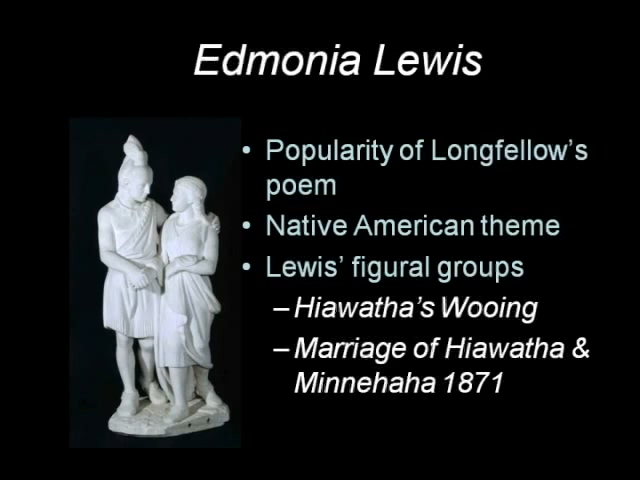 Edmonia Lewis
• Popularity of Longfellow's
poem
• Native American theme
• Lewis' figural groups
– Hiawatha's Wooing
– Marriage of Hiawatha &
Minnehaha 1871